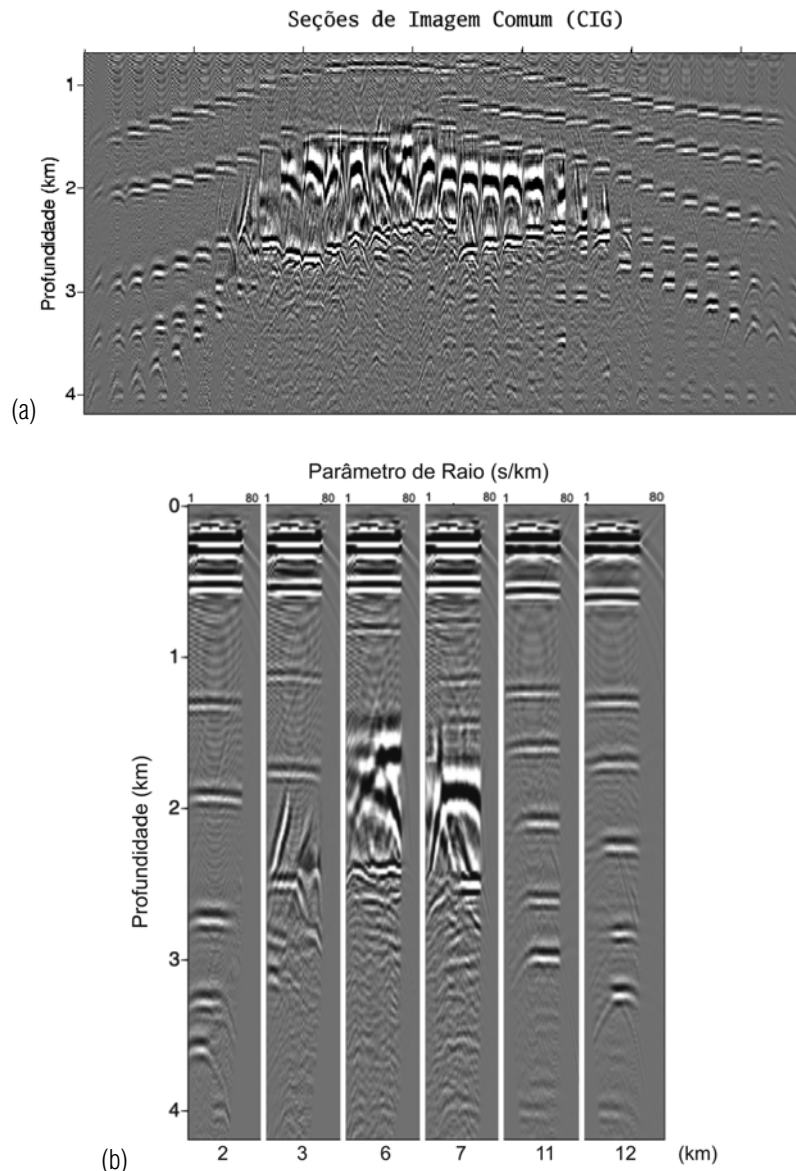 Seções de Imagem Comum (CIG)
1
2
3
4
Profundidade (km)
(a)
Parâmetro de Raio (s/km)
1 80 1 80 1 80 1 80 1 80 1 80
0
1
2
3
4
Profundidade (km)
2 3 6 7 11 12 (km)
(b)